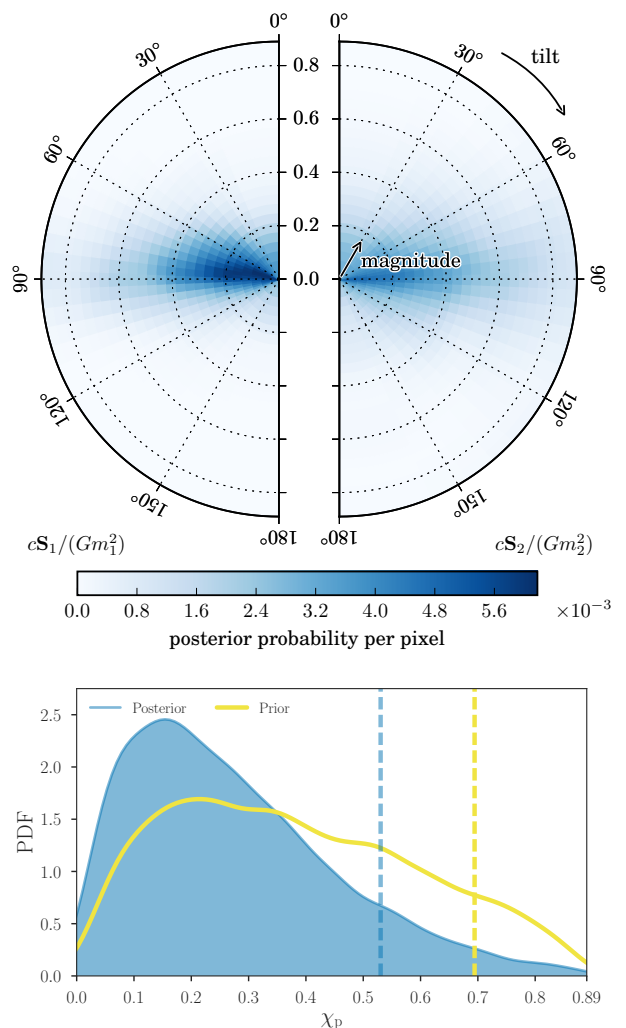 0° 0°
30° 0.8 30° tilt
60° 0.6 60°
0.4
0.2
magnitude
90° 0.0 90°
120° 120°
150° 150°
180° 180°
cS₁/(Gm₁²) cS₂/(Gm₂²)
0.0 0.8 1.6 2.4 3.2 4.0 4.8 5.6 ×10⁻³
posterior probability per pixel
Posterior Prior
2.5
2.0
1.5
1.0
0.5
0.0
PDF
0.0 0.1 0.2 0.3 0.4 0.5 0.6 0.7 0.8 0.89
χₚ